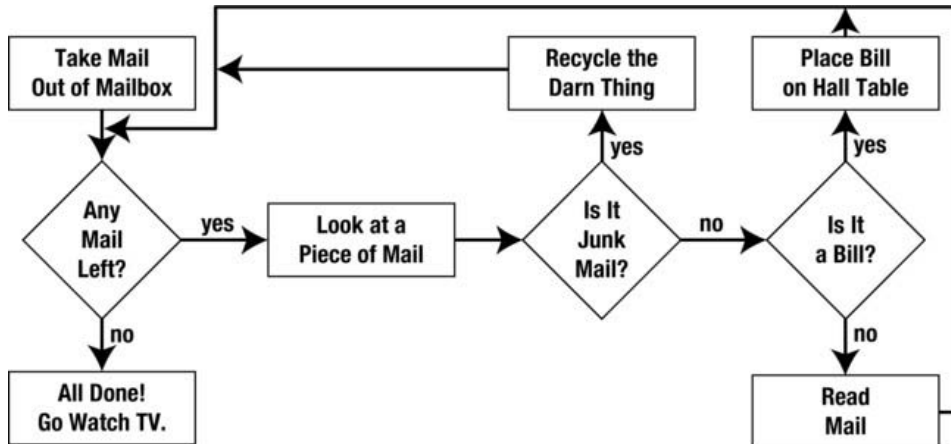 Take Mail
Out of Mailbox
Any
Mail
Left?
yes
no
All Done!
Go Watch TV.
Look at a
Piece of Mail
Is It
Junk
Mail?
yes
Recycle the
Darn Thing
no
Is It
a Bill?
yes
Place Bill
on Hall Table
no
Read
Mail